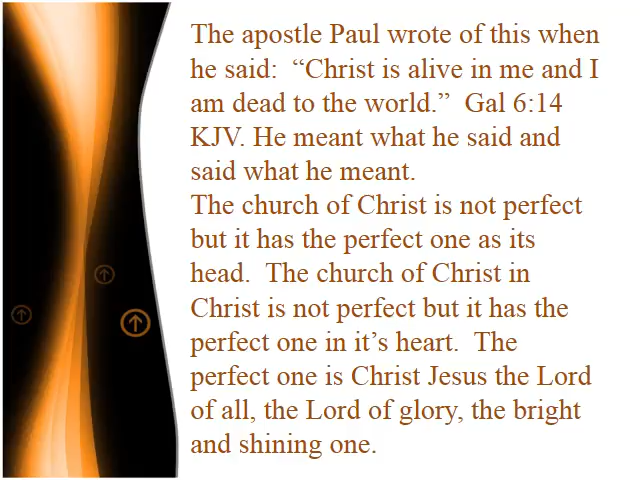 The apostle Paul wrote of this when
he said:  “Christ is alive in me and I
am dead to the world.”  Gal 6:14
KJV. He meant what he said and
said what he meant.
The church of Christ is not perfect
but it has the perfect one as its
head.  The church of Christ in
Christ is not perfect but it has the
perfect one in it’s heart.  The
perfect one is Christ Jesus the Lord
of all, the Lord of glory, the bright
and shining one.